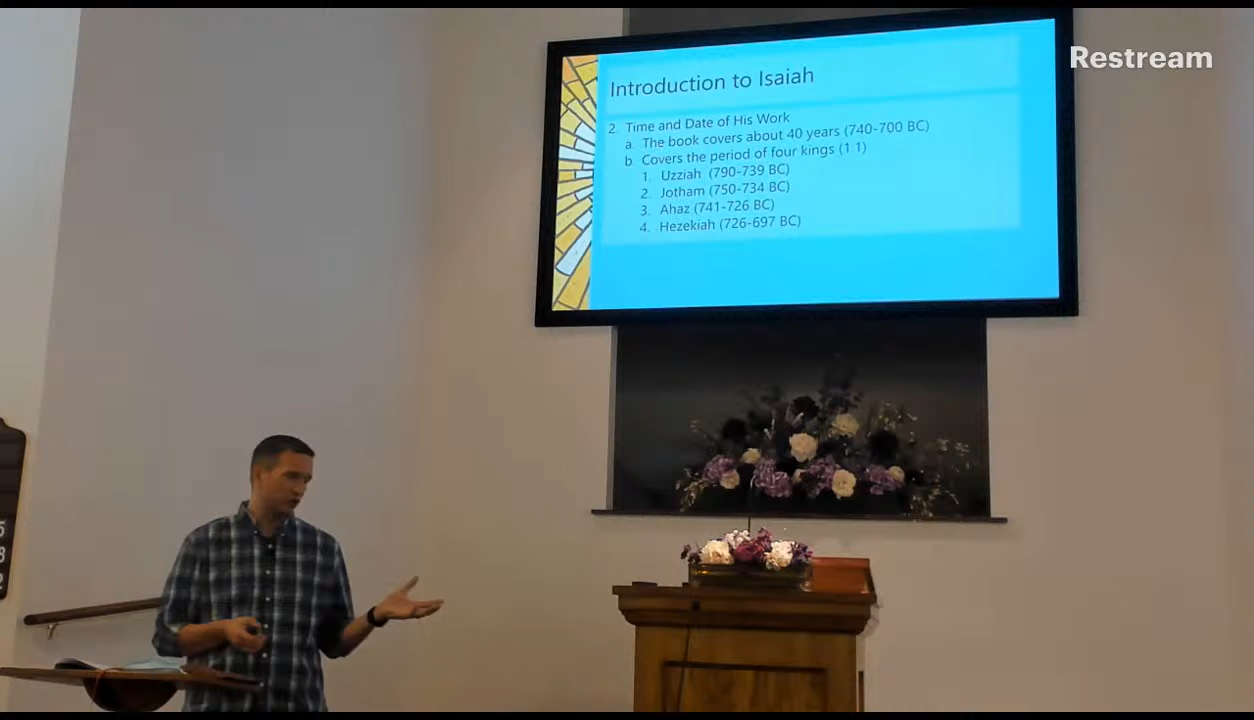 Restream
Introduction to Isaiah
2. Time and Date of His Work
a. The book covers about 40 years (740-700 BC)
b. Covers the period of four kings (1 1)
1. Uzziah (790-739 BC)
2. Jotham (750-734 BC)
3. Ahaz (741-726 BC)
4. Hezekiah (726-697 BC)
5
8